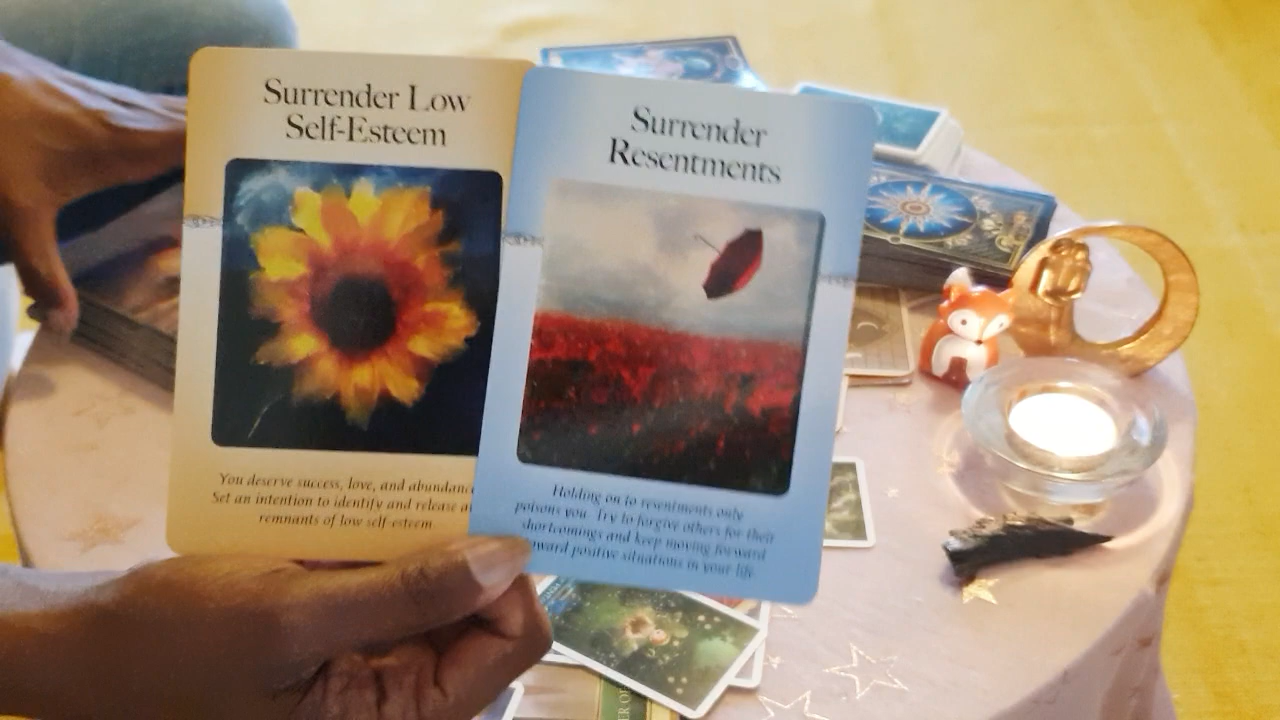 Surrender Low
Self-Esteem
You deserve success, love, and abundance
Set an intention to identify and release
remnants of low self-esteem.
Surrender
Resentments
Holding on to resentments only
poisons you. Try to forgive others for their
shortcomings and keep moving forward
toward positive situations in your life.